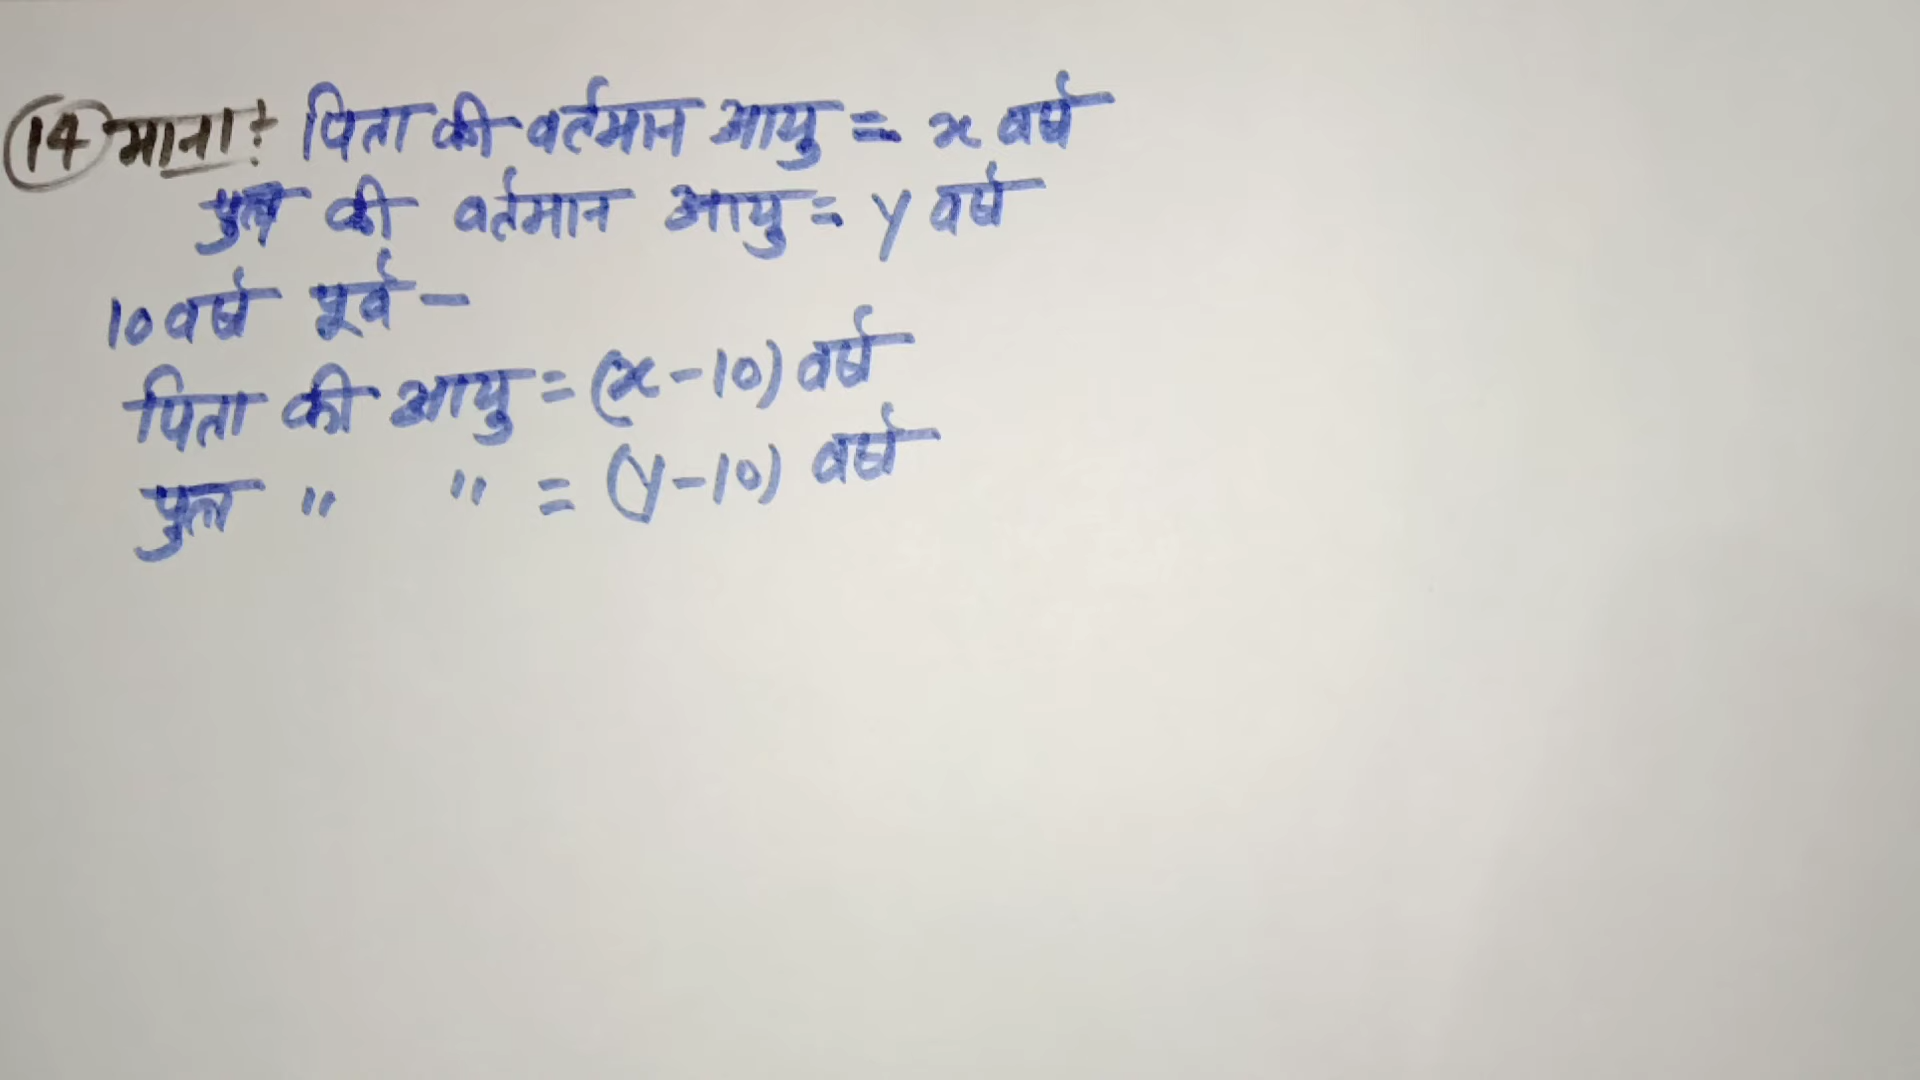 14 माना: पिता की वर्तमान आयु = x वर्ष
पुत्र की वर्तमान आयु = y वर्ष
10 वर्ष पूर्व -
पिता की आयु = (x-10) वर्ष
पुत्र " " = (y-10) वर्ष